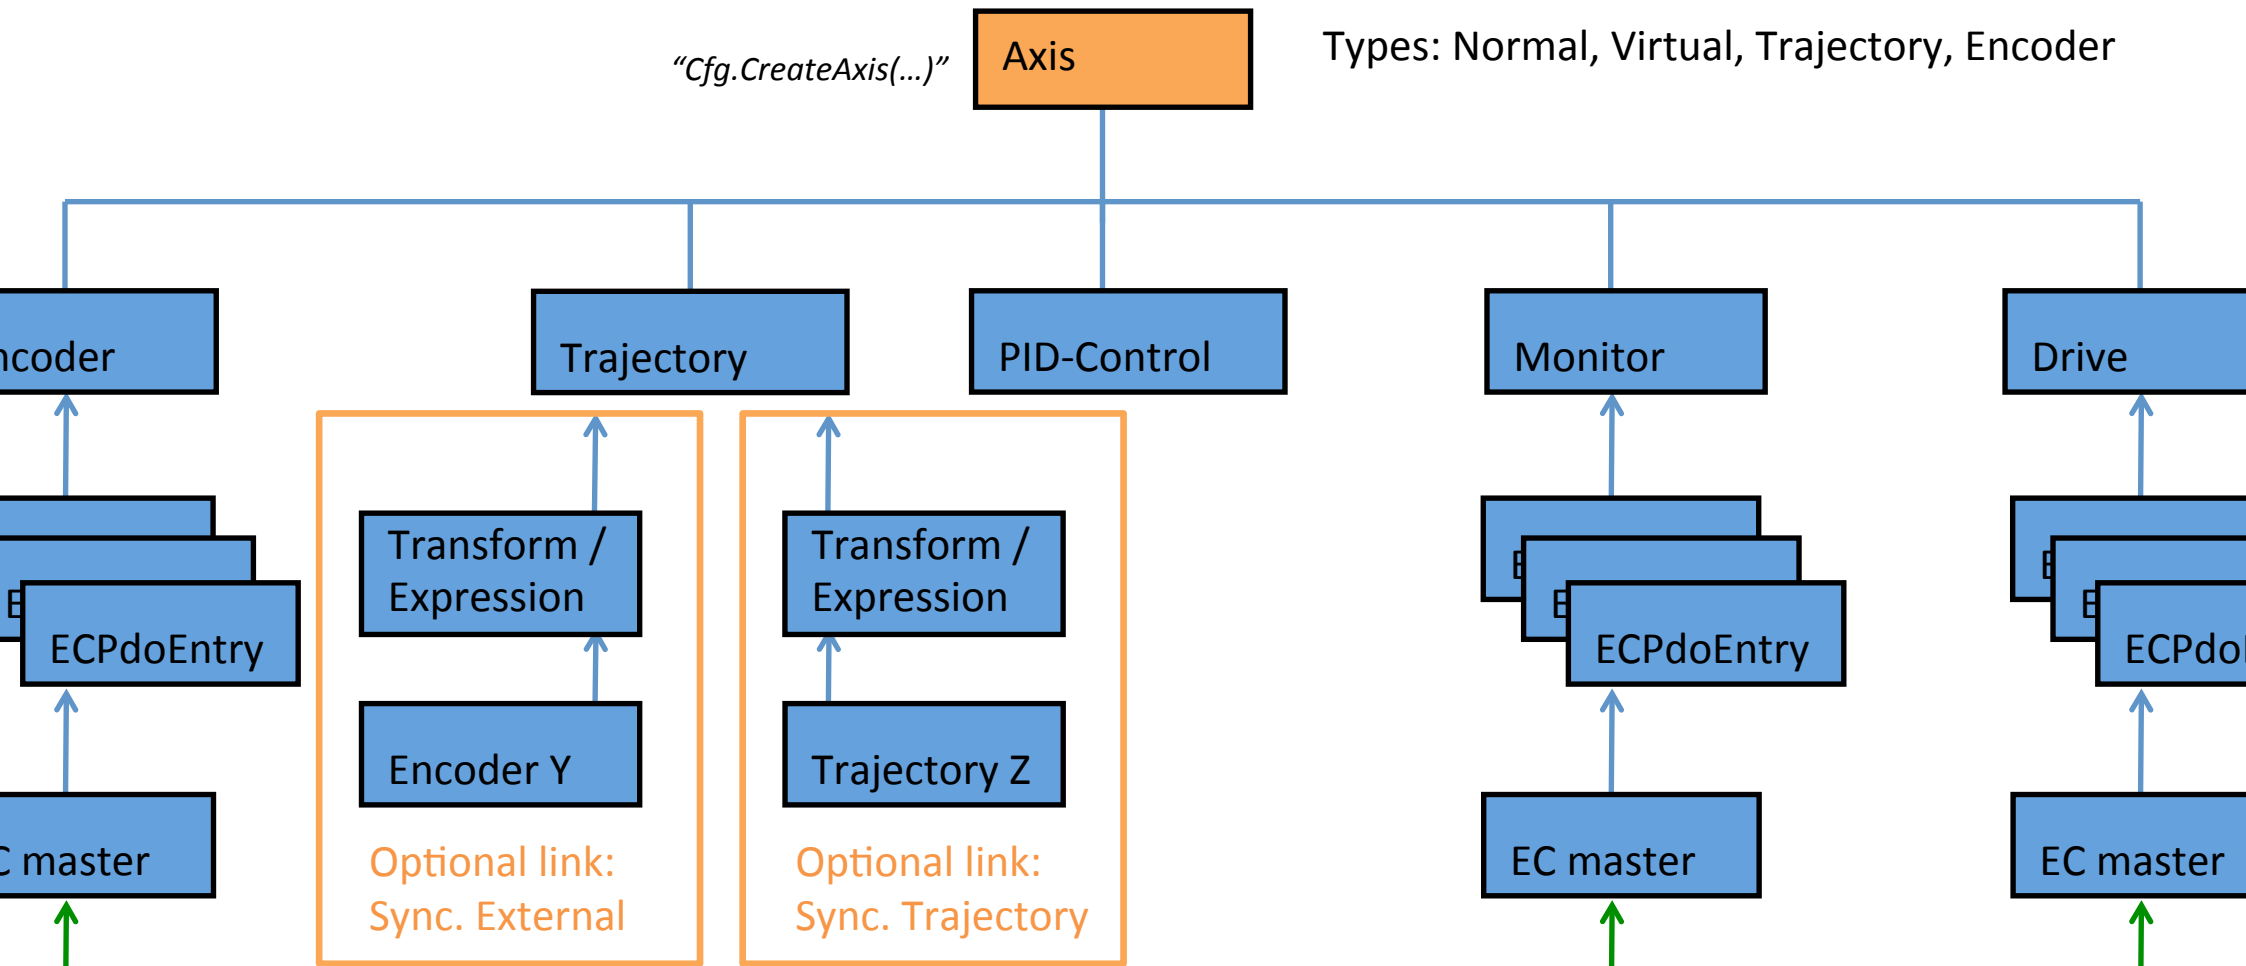 “Cfg.CreateAxis(…)”
Axis
Types: Normal, Virtual, Trajectory, Encoder
ncoder
Trajectory
PID-Control
Monitor
Drive
Transform /
Expression
Transform /
Expression
ECPdoEntry
ECPdoEntry
ECPdo
Encoder Y
Trajectory Z
C master
EC master
EC master
Optional link:
Sync. External
Optional link:
Sync. Trajectory